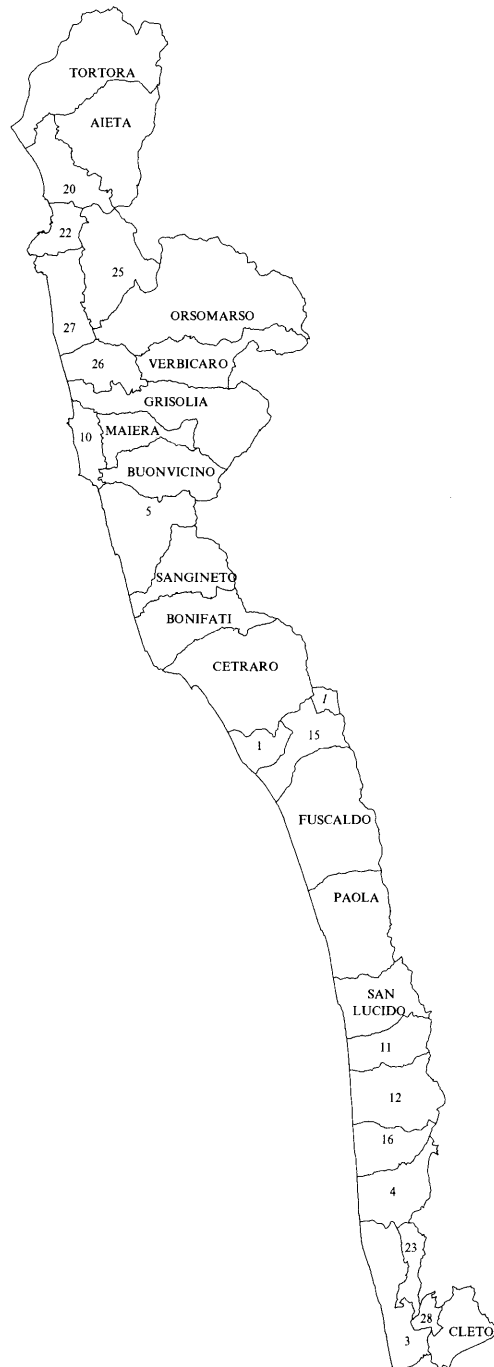 TORTORA
AIETA
20
22
25
ORSOMARSO
27
26
VERBICARO
GRISOLIA
10
MAIERA
BUONVICINO
5
SANGINETO
BONIFATI
CETRARO
1
1
15
FUSCALDO
PAOLA
SAN
LUCIDO
11
12
16
4
23
28
CLETO
3